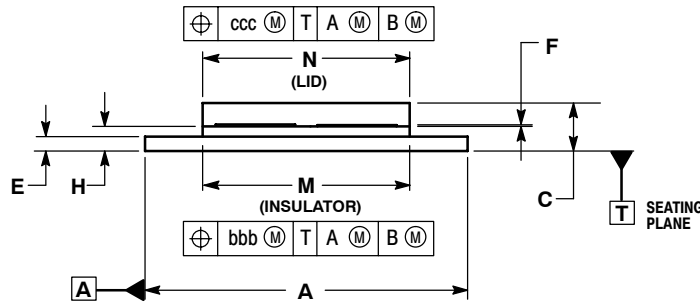 ⌖ ccc Ⓜ T A Ⓜ B Ⓜ
N
(LID)
F
E
H
M
(INSULATOR)
C
T SEATING
PLANE
⌖ bbb Ⓜ T A Ⓜ B Ⓜ
A
A